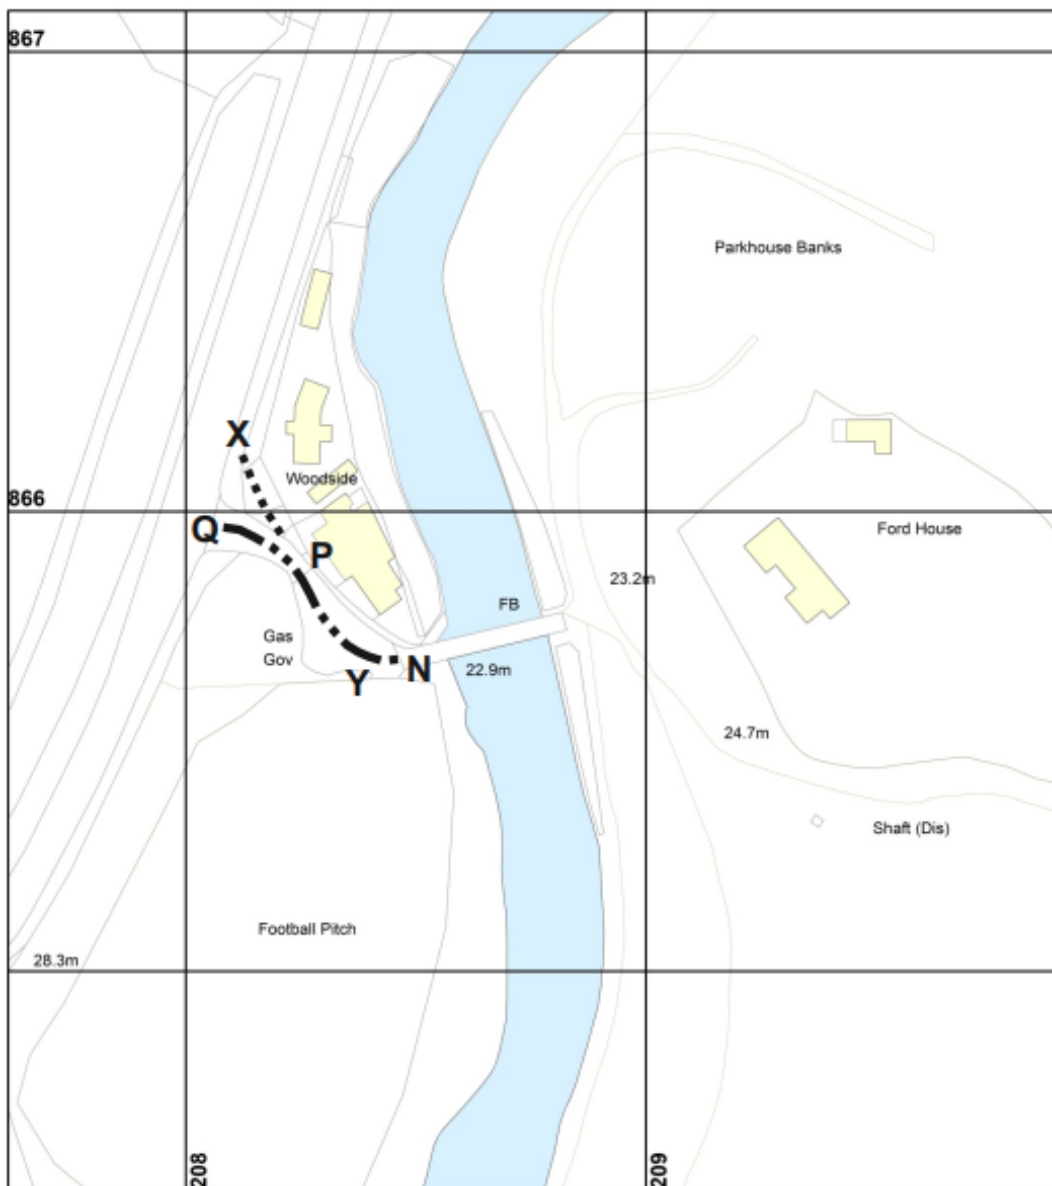 867
Parkhouse Banks
X
Woodside
866
Q
P
Ford House
23.2m
FB
Gas
Gov
Y
N
22.9m
24.7m
Shaft (Dis)
Football Pitch
28.3m
208
209